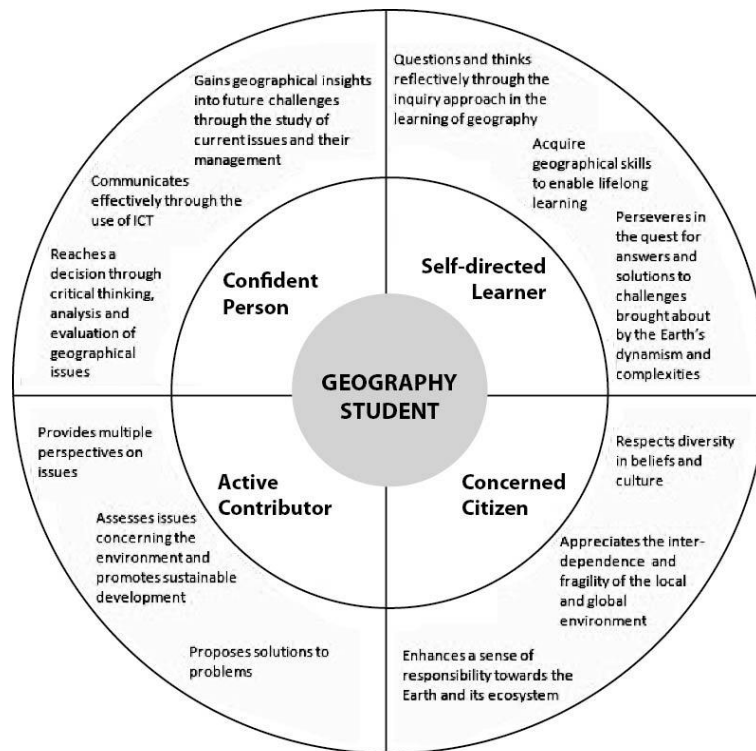 Gains geographical insights
into future challenges
through the study of
current issues and their
management
Communicates
effectively through the
use of ICT
Reaches a
decision through
critical thinking,
analysis and
evaluation of
geographical
issues
Confident
Person
Questions and thinks
reflectively through the
inquiry approach in the
learning of geography
Acquire
geographical skills
to enable lifelong
learning
Perseveres in
the quest for
answers and
solutions to
challenges
brought about
by the Earth's
dynamism and
complexities
Self-directed
Learner
GEOGRAPHY
STUDENT
Provides multiple
perspectives on
issues
Assesses issues
concerning the
environment and
promotes sustainable
development
Proposes solutions to
problems
Active
Contributor
Concerned
Citizen
Respects diversity
in beliefs and
culture
Appreciates the inter-
dependence and
fragility of the local
and global
environment
Enhances a sense of
responsibility towards the
Earth and its ecosystem